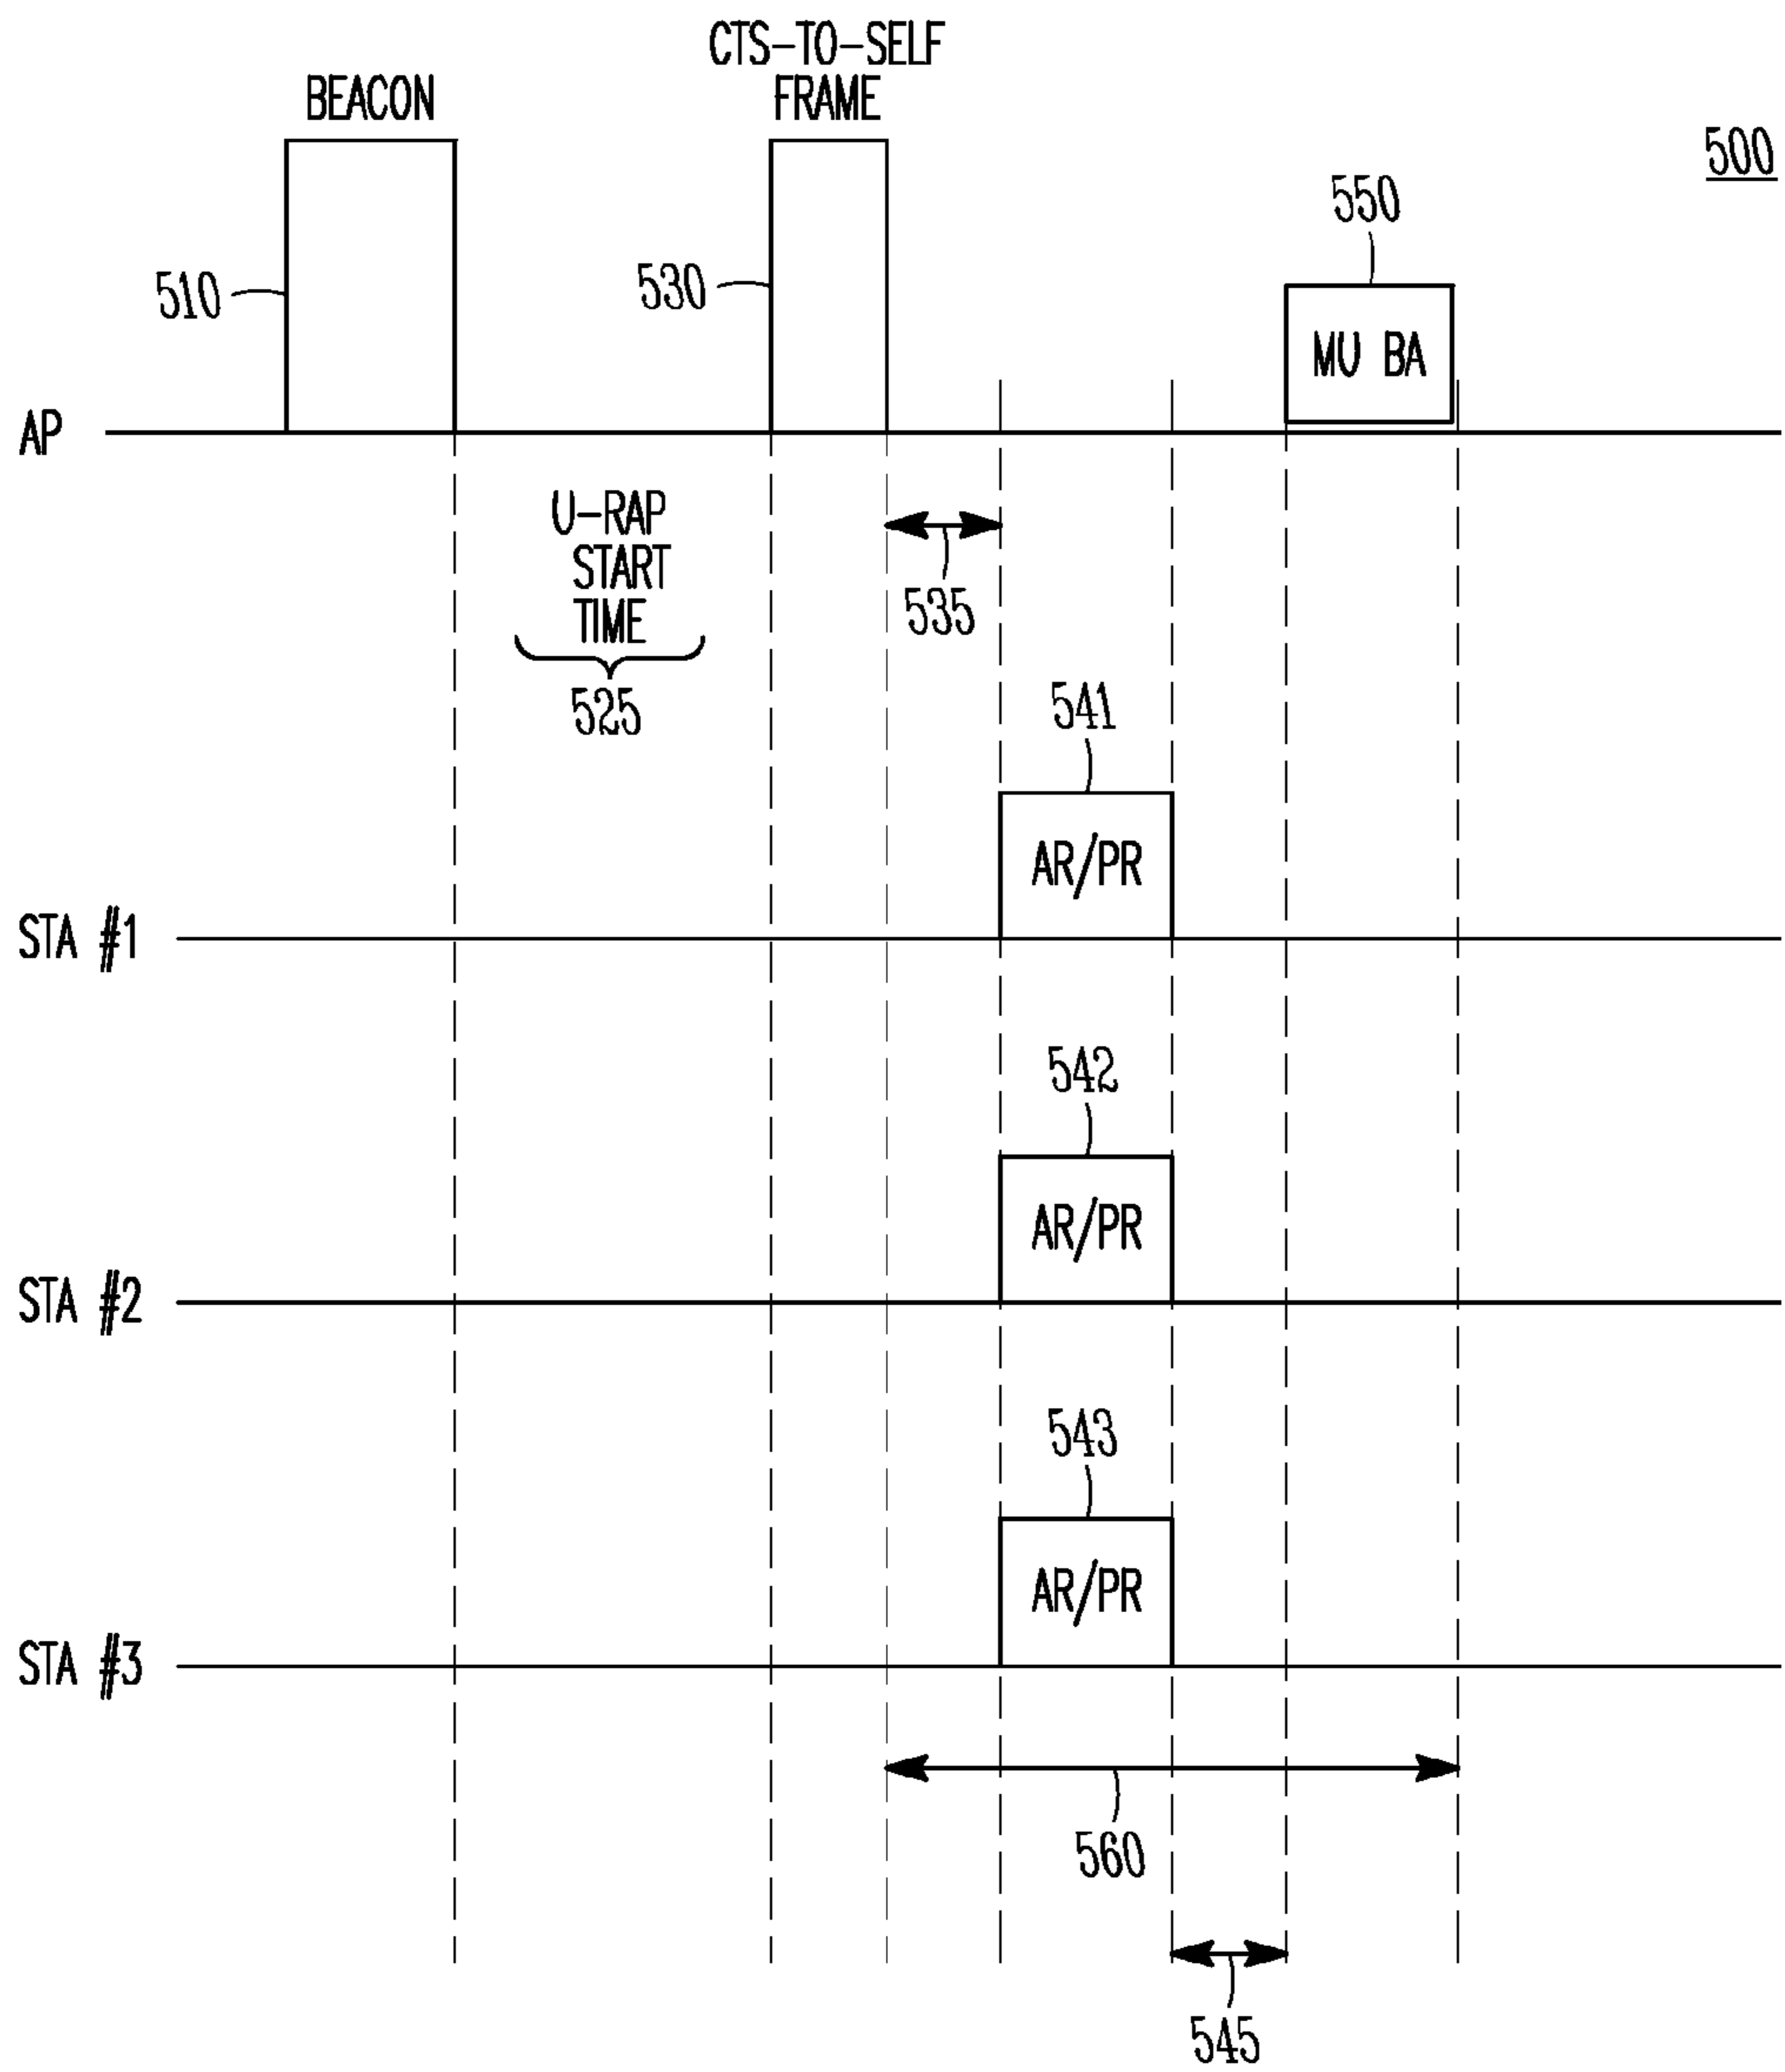 CTS-TO-SELF
BEACON
FRAME
500
550
510
530
MU BA
AP
U-RAP
START
TIME
535
525
541
AR/PR
STA #1
542
AR/PR
STA #2
543
AR/PR
STA #3
560
545